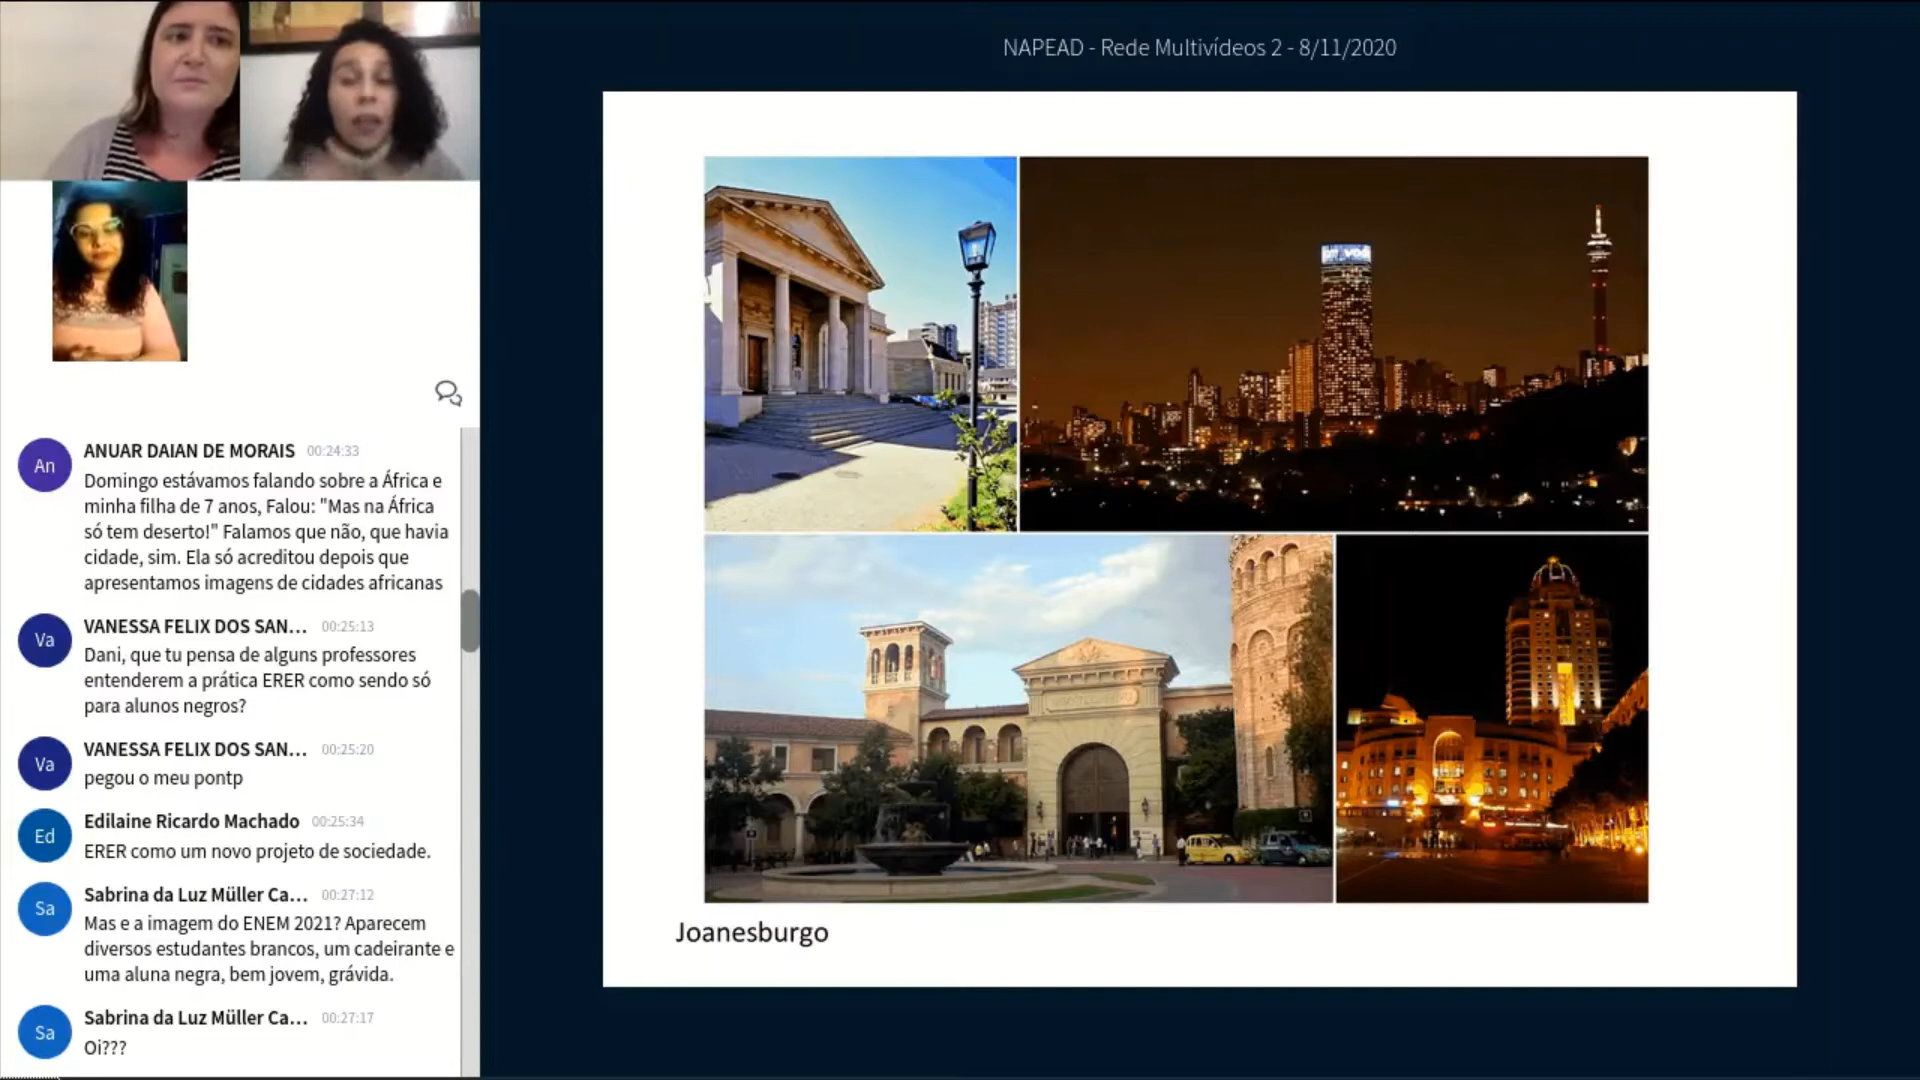 NAPEAD - Rede Multivídeos 2 - 8/11/2020
An
ANUAR DAIAN DE MORAIS 00:24:33
Domingo estávamos falando sobre a África e
minha filha de 7 anos, Falou: "Mas na África
só tem deserto!" Falamos que não, que havia
cidade, sim. Ela só acreditou depois que
apresentamos imagens de cidades africanas
Va
VANESSA FELIX DOS SAN... 00:25:13
Dani, que tu pensa de alguns professores
entenderem a prática ERER como sendo só
para alunos negros?
Va
VANESSA FELIX DOS SAN... 00:25:20
pegou o meu pontp
Ed
Edilaine Ricardo Machado 00:25:34
ERER como um novo projeto de sociedade.
Sa
Sabrina da Luz Müller Ca... 00:27:12
Mas e a imagem do ENEM 2021? Aparecem
diversos estudantes brancos, um cadeirante e
uma aluna negra, bem jovem, grávida.
Sa
Sabrina da Luz Müller Ca... 00:27:17
Oi???
Joanesburgo